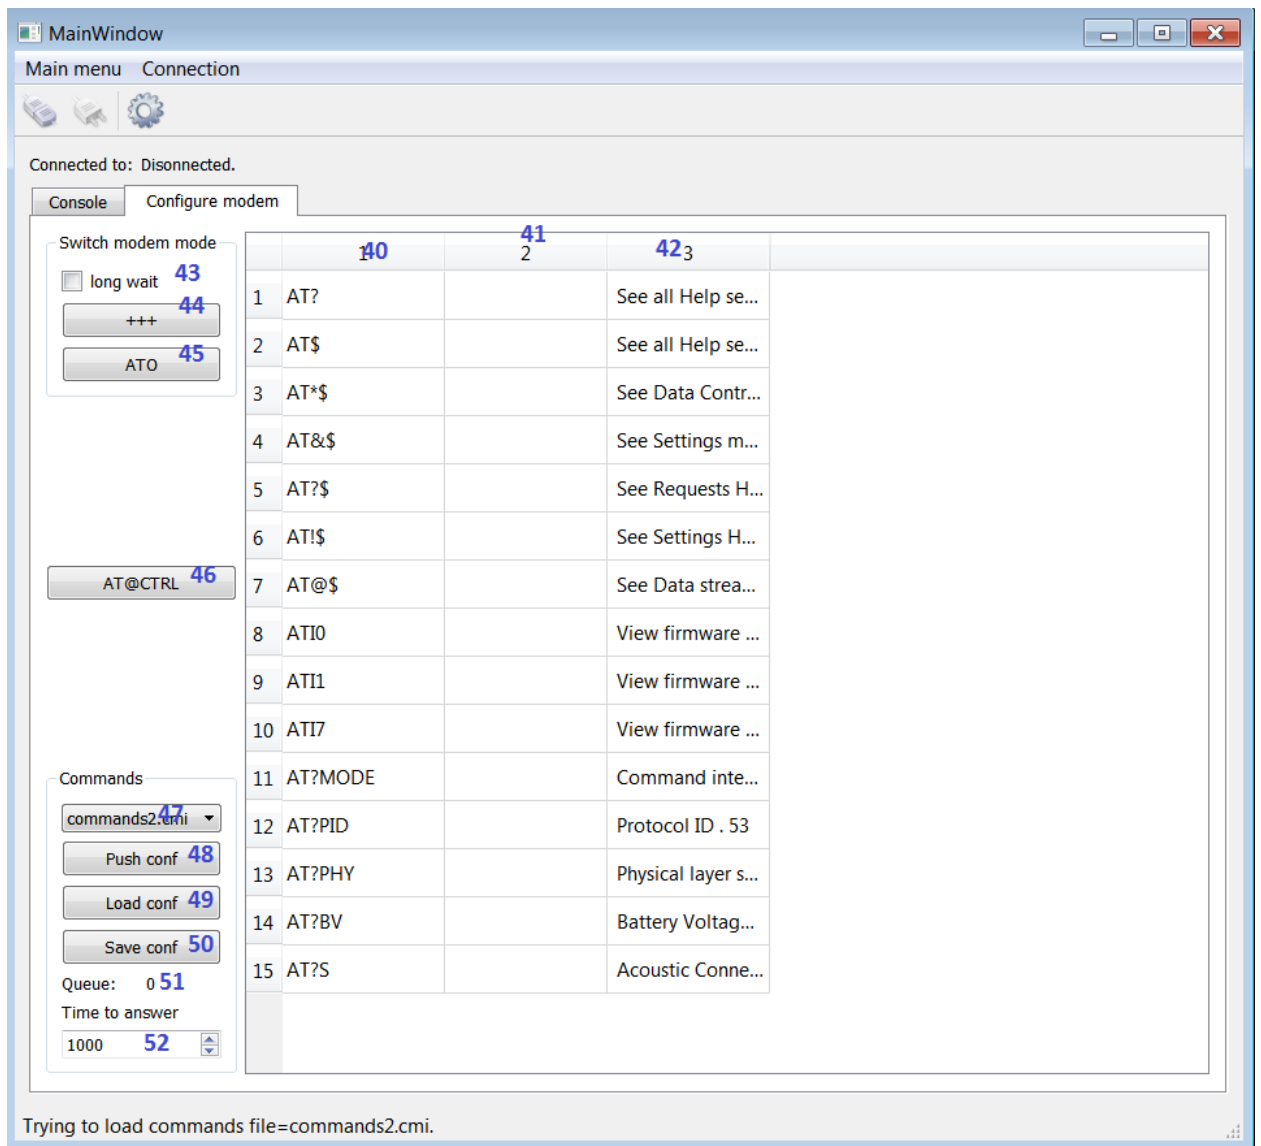 MainWindow
Main menu Connection
Connected to: Disonnected.
Console Configure modem
Switch modem mode
long wait 43
+++ 44
ATO 45
AT@CTRL 46
Commands
commands2.cmi 47
Push conf 48
Load conf 49
Save conf 50
Queue: 0 51
Time to answer
1000 52
1 40 2 41 3 42
1 AT? See all Help se...
2 AT$ See all Help se...
3 AT*$ See Data Contr...
4 AT&$ See Settings m...
5 AT?$ See Requests H...
6 AT!$ See Settings H...
7 AT@$ See Data strea...
8 ATI0 View firmware ...
9 ATI1 View firmware ...
10 ATI7 View firmware ...
11 AT?MODE Command inte...
12 AT?PID Protocol ID . 53
13 AT?PHY Physical layer s...
14 AT?BV Battery Voltag...
15 AT?S Acoustic Conne...
Trying to load commands file=commands2.cmi.